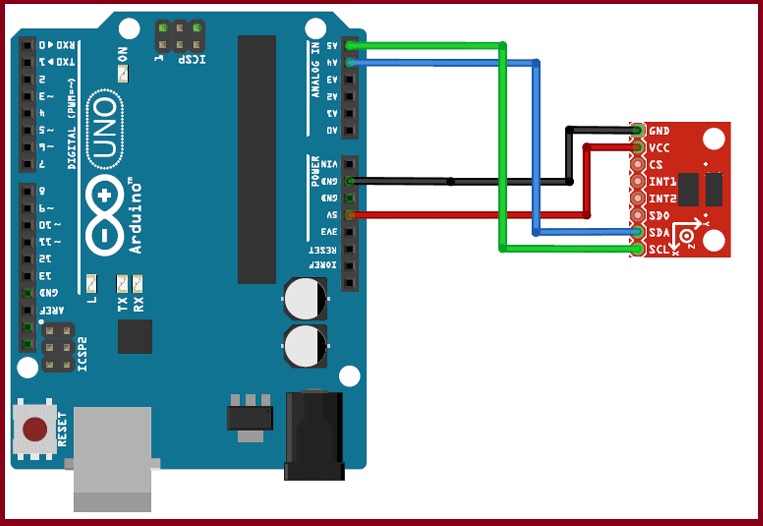 ON
1
ICSP
RXD ◄ 0
TXD ► 1
2
~ 3
4
~ 5
~ 6
7
DIGITAL (PWM=~)
8
~ 9
~ 10
~ 11
12
13
GND
AREF
UNO
Arduino™
L
TX
RX
ICSP2
RESET
ANALOG IN
A5
A4
A3
A2
A1
A0
POWER
VIN
GND
GND
5V
3V3
RESET
IOREF
GND
VCC
CS
INT1
INT2
SDO
SDA
SCL
Y
Z
X